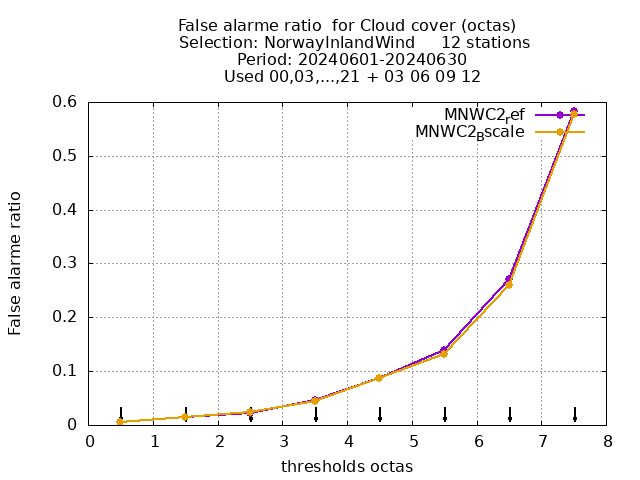 False alarme ratio  for Cloud cover (octas)
Selection: NorwayInlandWind     12 stations
Period: 20240601-20240630
Used 00,03,...,21 + 03 06 09 12
MNWC2ref
MNWC2Bscale
False alarme ratio
0.6
0.5
0.4
0.3
0.2
0.1
0
0 1 2 3 4 5 6 7 8
thresholds octas